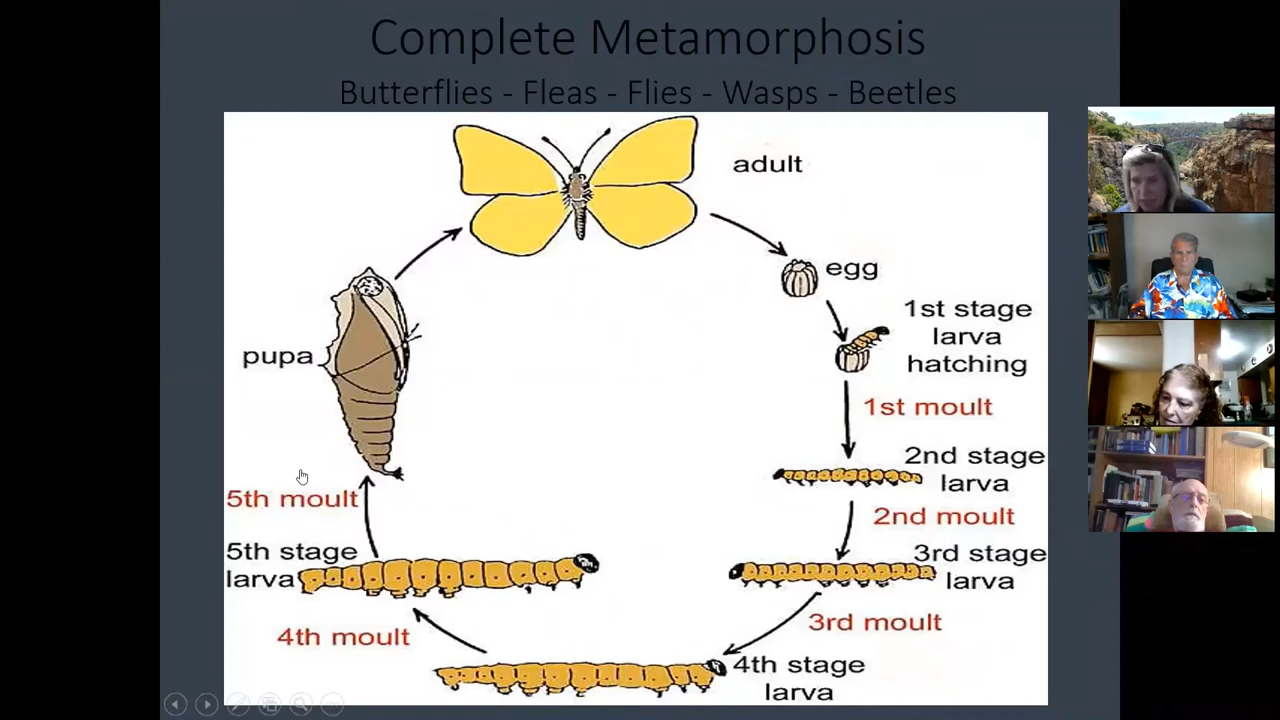 Complete Metamorphosis
Butterflies - Fleas - Flies - Wasps - Beetles
adult
egg
1st stage
larva
hatching
1st moult
2nd stage
larva
2nd moult
3rd stage
larva
3rd moult
4th stage
larva
4th moult
5th stage
larva
5th moult
pupa